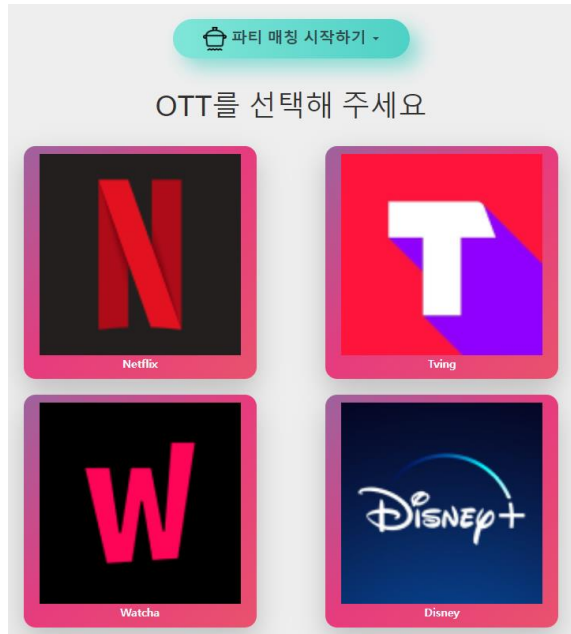 파티 매칭 시작하기
OTT를 선택해 주세요
N
T
Netflix
Tving
W
Disney+
Watcha
Disney